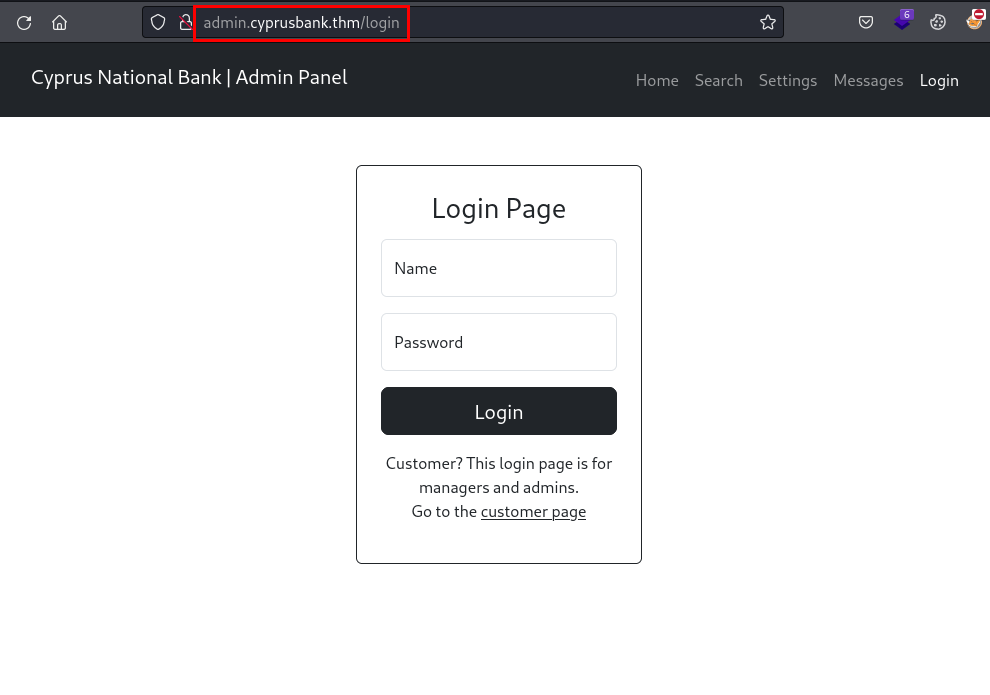 admin.cyprusbank.thm/login
6
Cyprus National Bank | Admin Panel
Home Search Settings Messages Login
Login Page
Name
Password
Login
Customer? This login page is for
managers and admins.
Go to the customer page